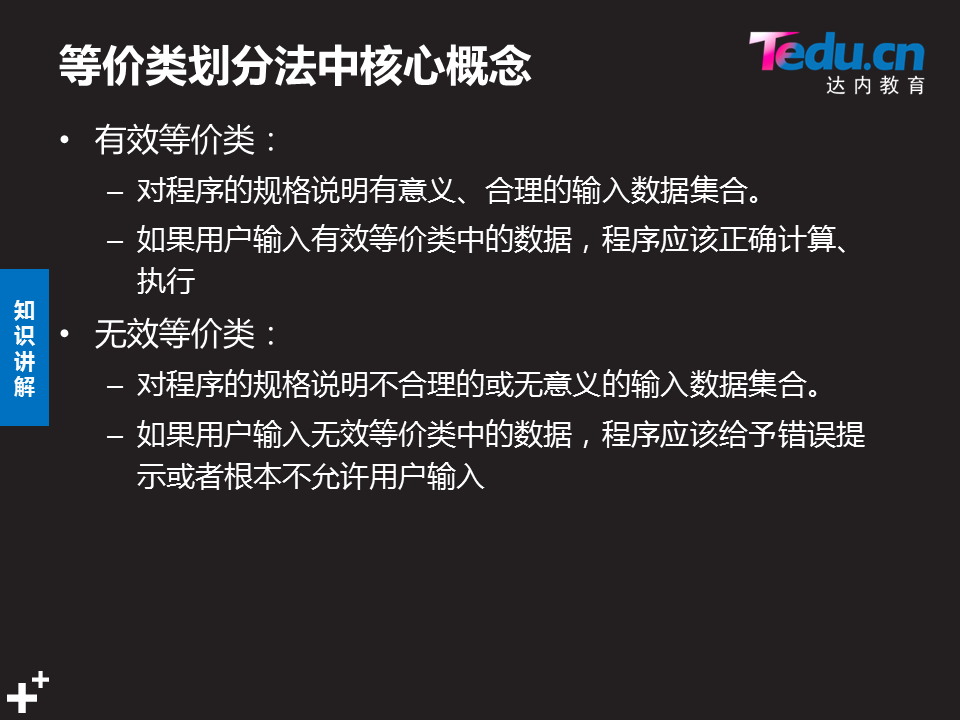 等价类划分法中核心概念
Tedu.cn
达内教育
• 有效等价类：
– 对程序的规格说明有意义、合理的输入数据集合。
– 如果用户输入有效等价类中的数据，程序应该正确计算、
执行
知识讲解
• 无效等价类：
– 对程序的规格说明不合理的或无意义的输入数据集合。
– 如果用户输入无效等价类中的数据，程序应该给予错误提
示或者根本不允许用户输入